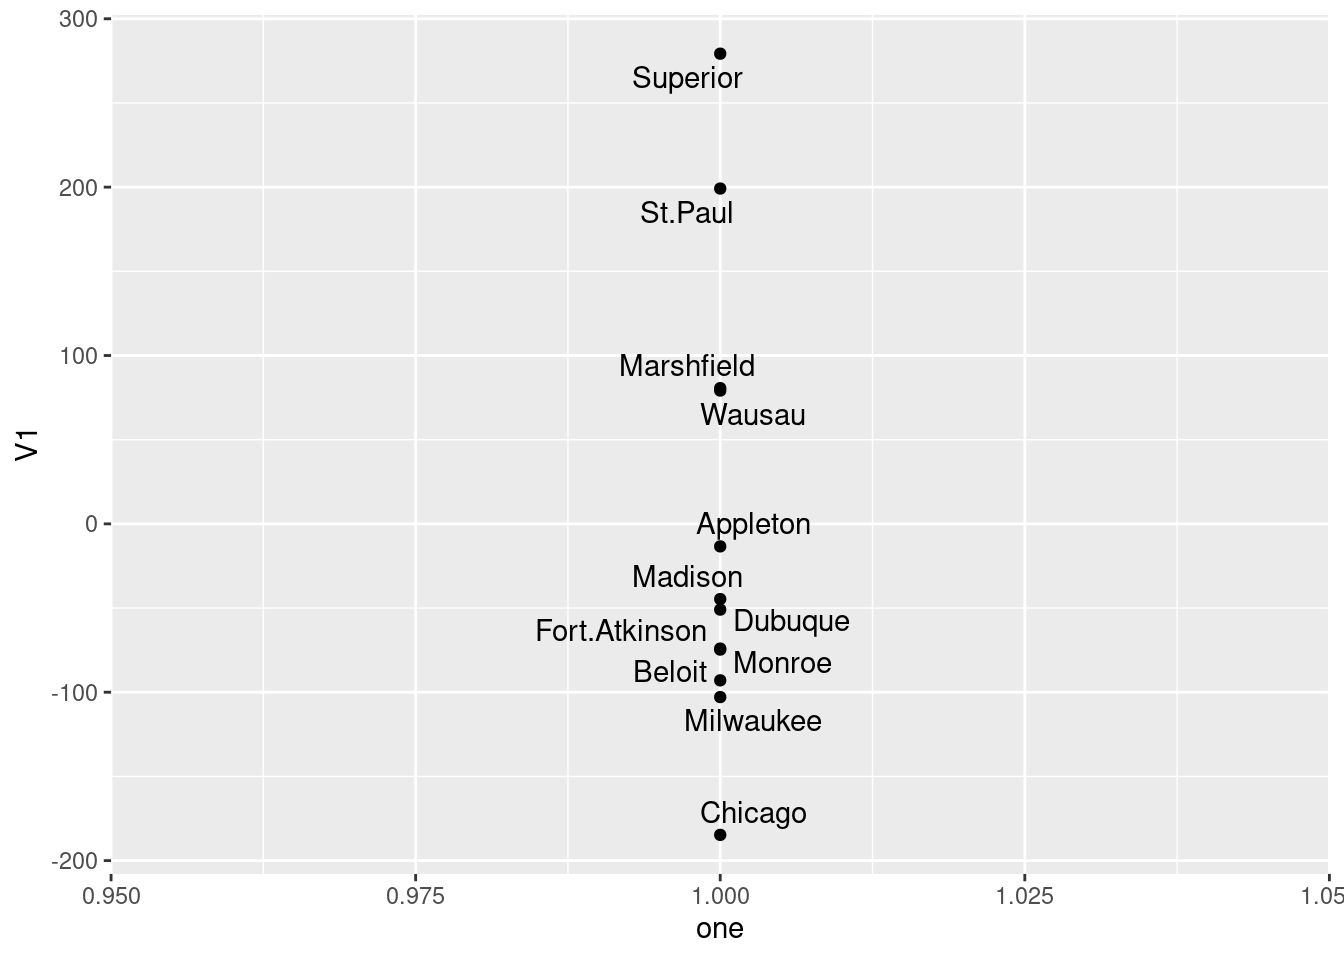 300
Superior
200
St.Paul
100
Marshfield
Wausau
V1
0
Appleton
Madison
Dubuque
Fort.Atkinson
Monroe
Beloit
-100
Milwaukee
Chicago
-200
0.950 0.975 1.000 1.025 1.05
one